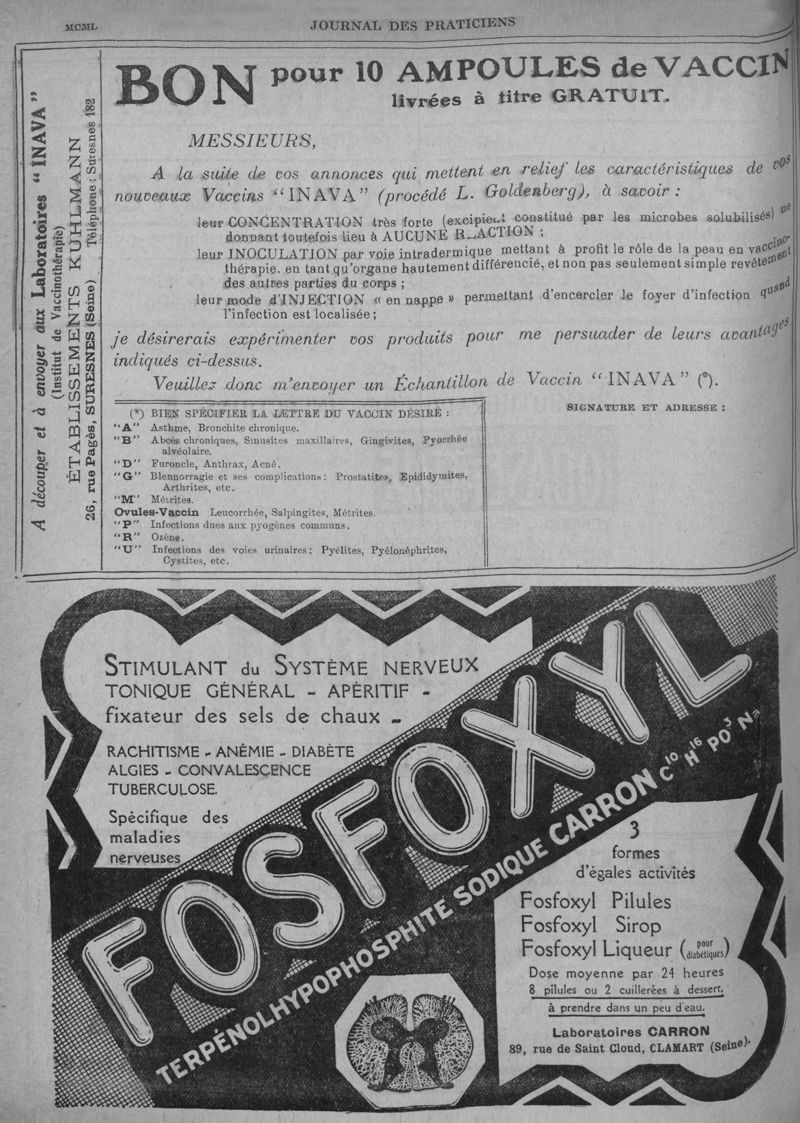 MCML
JOURNAL DES PRATICIENS
A découper et à envoyer aux Laboratoires “ INAVA ”
(Institut de Vaccinothérapie)
ÉTABLISSEMENTS KUHLMANN
26, rue Pagès, SURESNES (Seine) Téléphone : Suresnes 182
BON pour 10 AMPOULES de VACCIN
livrées à titre GRATUIT.
MESSIEURS,
A la suite de vos annonces qui mettent en relief les caractéristiques de vos
nouveaux Vaccins “INAVA” (procédé L. Goldenberg), à savoir :
leur CONCENTRATION très forte (excipient constitué par les microbes solubilisés) ne
donnant toutefois lieu à AUCUNE RÉACTION ;
leur INOCULATION par voie intradermique mettant à profit le rôle de la peau en vaccino-
thérapie, en tant qu'organe hautement différencié, et non pas seulement simple revêtement
des autres parties du corps ;
leur mode d'INJECTION « en nappe » permettant d'encercler le foyer d'infection quand
l'infection est localisée ;
je désirerais expérimenter vos produits pour me persuader de leurs avantages
indiqués ci-dessus.
Veuillez donc m'envoyer un Échantillon de Vaccin “INAVA” (*).
(*) BIEN SPÉCIFIER LA LETTRE DU VACCIN DÉSIRÉ :
“A” Asthme, Bronchite chronique.
“B” Abcès chroniques, Sinusites maxillaires, Gingivites, Pyorrhée
alvéolaire.
“D” Furoncle, Anthrax, Acné.
“G” Blennorragie et ses complications : Prostatites, Epididymites,
Arthrites, etc.
“M” Métrites.
Ovules-Vaccin Leucorrhée, Salpingites, Métrites.
“P” Infections dues aux pyogènes communs.
“R” Ozène.
“U” Infections des voies urinaires : Pyélites, Pyélonéphrites,
Cystites, etc.
SIGNATURE ET ADRESSE :
STIMULANT du SYSTÈME NERVEUX
TONIQUE GÉNÉRAL - APÉRITIF -
fixateur des sels de chaux -
RACHITISME - ANÉMIE - DIABÈTE
ALGIES - CONVALESCENCE
TUBERCULOSE.
Spécifique des
maladies
nerveuses
FOSFOXYL
TERPÉNOLHYPOPHOSPHITE SODIQUE CARRON C10 H16 PO3 Na
3
formes
d'égales activités
Fosfoxyl Pilules
Fosfoxyl Sirop
Fosfoxyl Liqueur (pour diabétiques)
Dose moyenne par 24 heures
8 pilules ou 2 cuillerées à dessert,
à prendre dans un peu d'eau.
Laboratoires CARRON
89, rue de Saint Cloud, CLAMART (Seine).